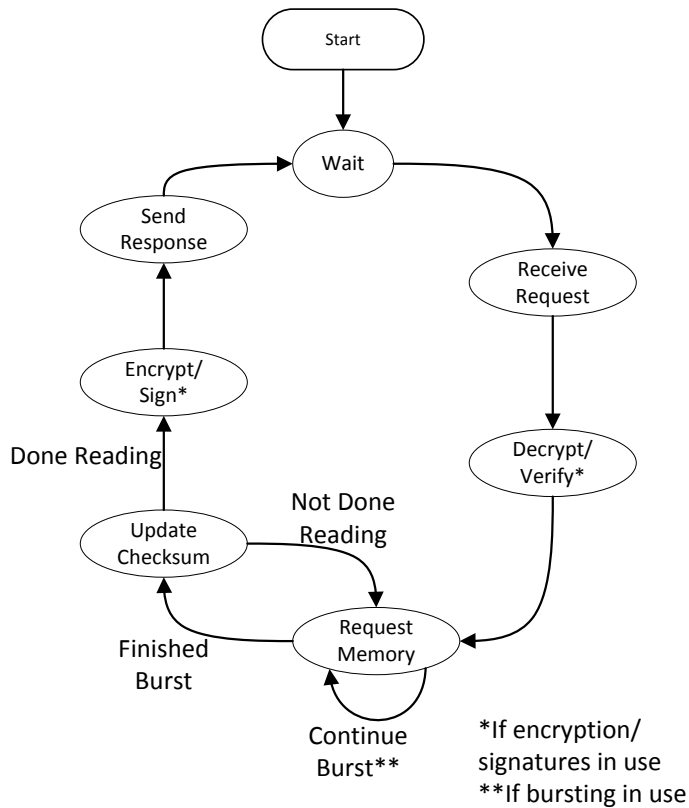 Start
Wait
Send
Response
Receive
Request
Encrypt/
Sign*
Done Reading
Decrypt/
Verify*
Not Done
Reading
Update
Checksum
Request
Memory
Finished
Burst
Continue
Burst**
*If encryption/
signatures in use
**If bursting in use